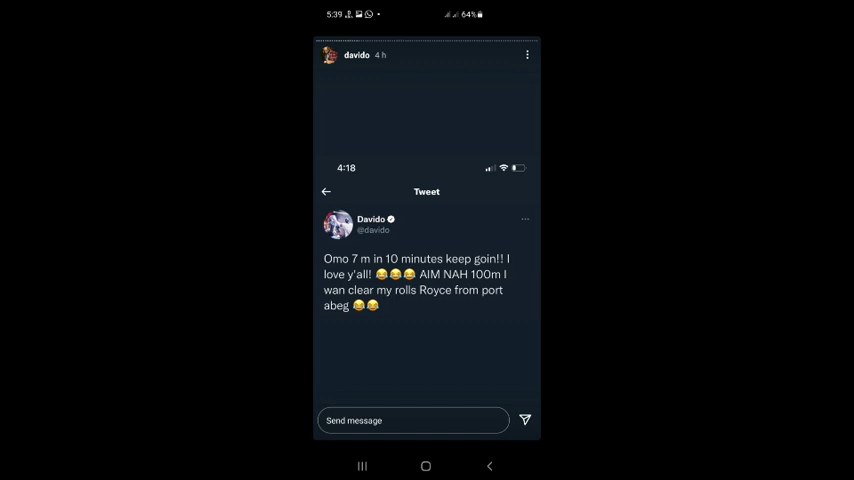 5:39
64%
davido 4 h
4:18
Tweet
Davido
@davido
Omo 7 m in 10 minutes keep goin!! I
love y'all! 😂😂😂 AIM NAH 100m I
wan clear my rolls Royce from port
abeg 😂😂
Send message